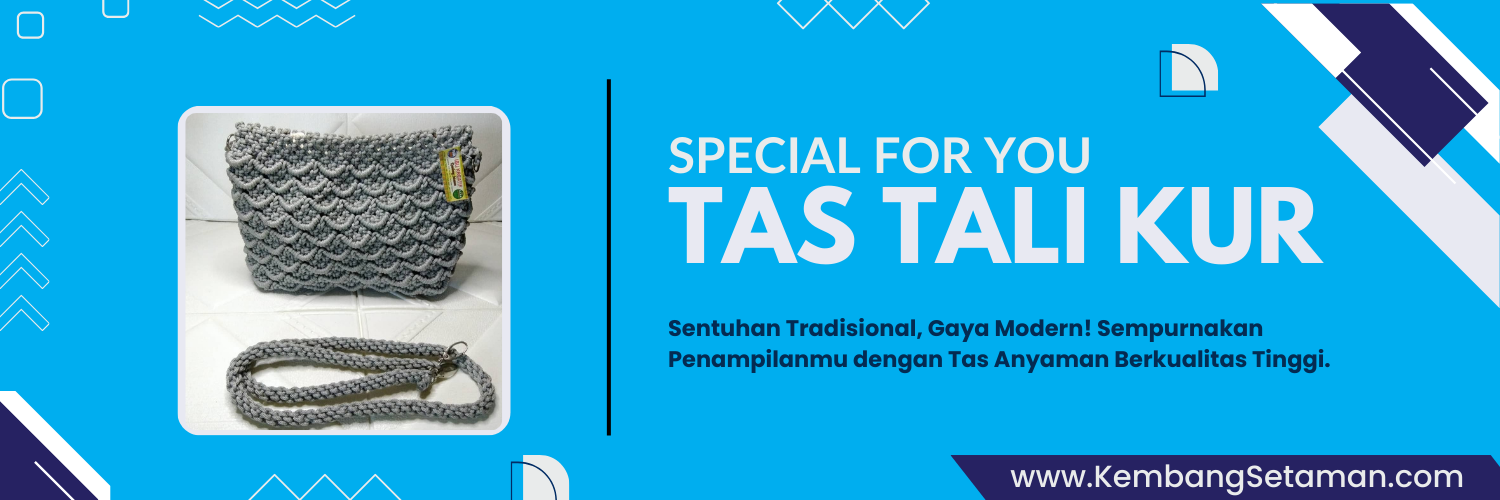 SPECIAL FOR YOU
TAS TALI KUR
Sentuhan Tradisional, Gaya Modern! Sempurnakan
Penampilanmu dengan Tas Anyaman Berkualitas Tinggi.
www.KembangSetaman.com